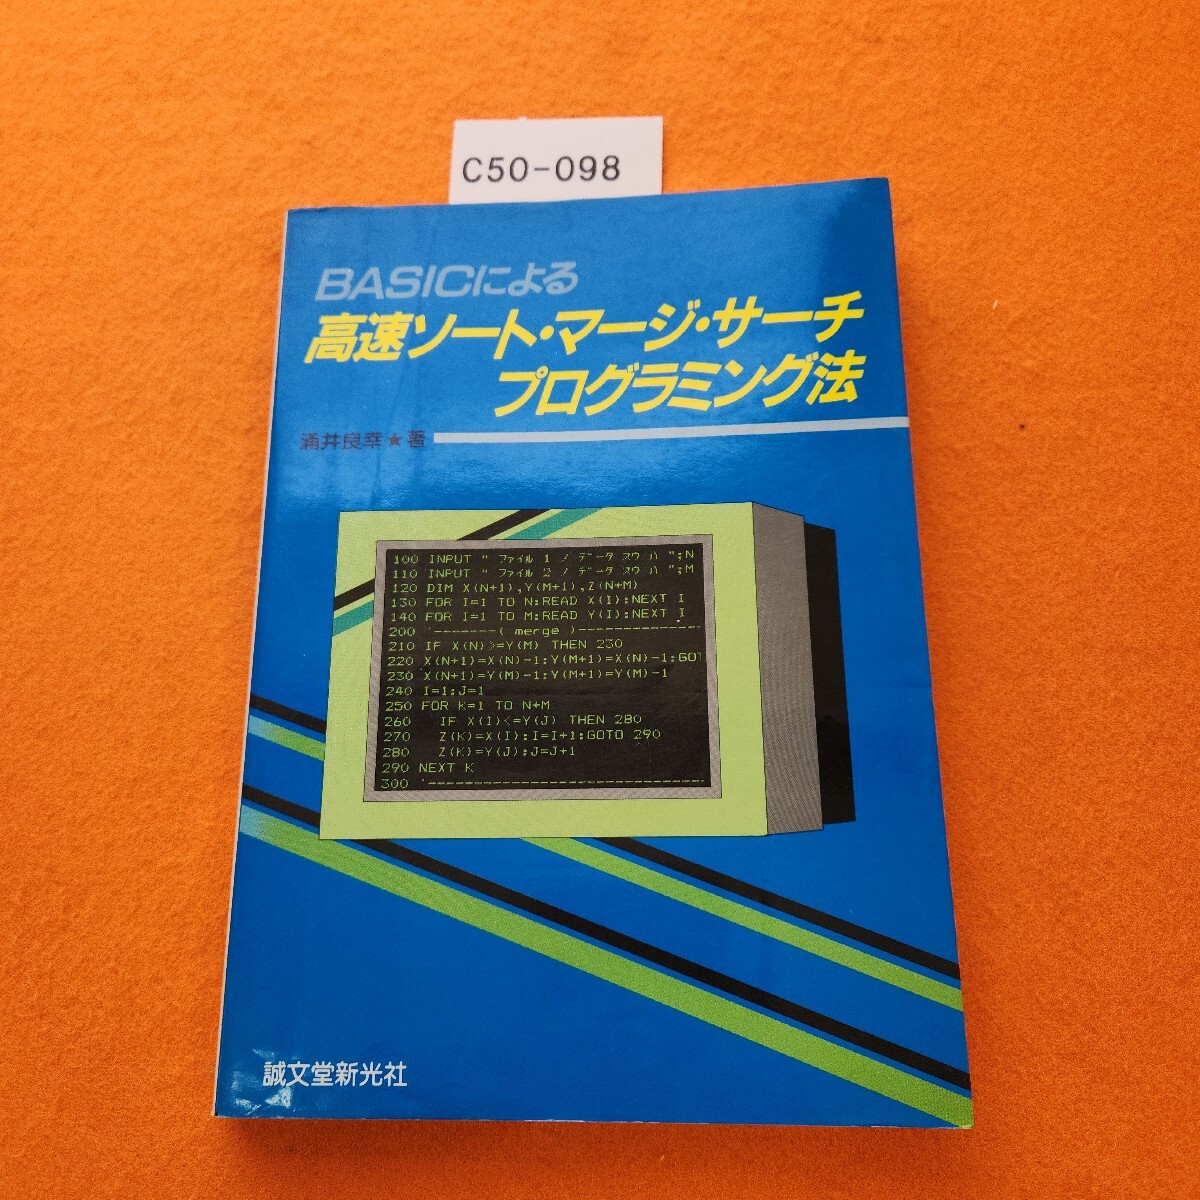 C50-098
BASICによる
高速ソート・マージ・サーチ
プログラミング法
涌井良幸★著
100 INPUT " ファイル 1 ノ データ スウ ハ ";N
110 INPUT " ファイル 2 ノ データ スウ ハ ";M
120 DIM X(N+1),Y(M+1),Z(N+M)
130 FOR I=1 TO N:READ X(I):NEXT I
140 FOR I=1 TO M:READ Y(I):NEXT I
200 '-------( merge )--------------
210 IF X(N)>=Y(M) THEN 230
220 X(N+1)=X(N)-1:Y(M+1)=X(N)-1:GOT
230 X(N+1)=Y(M)-1:Y(M+1)=Y(M)-1
240 I=1:J=1
250 FOR K=1 TO N+M
260 IF X(I)<=Y(J) THEN 280
270 Z(K)=X(I):I=I+1:GOTO 290
280 Z(K)=Y(J):J=J+1
290 NEXT K
300 '-----------------------------
誠文堂新光社